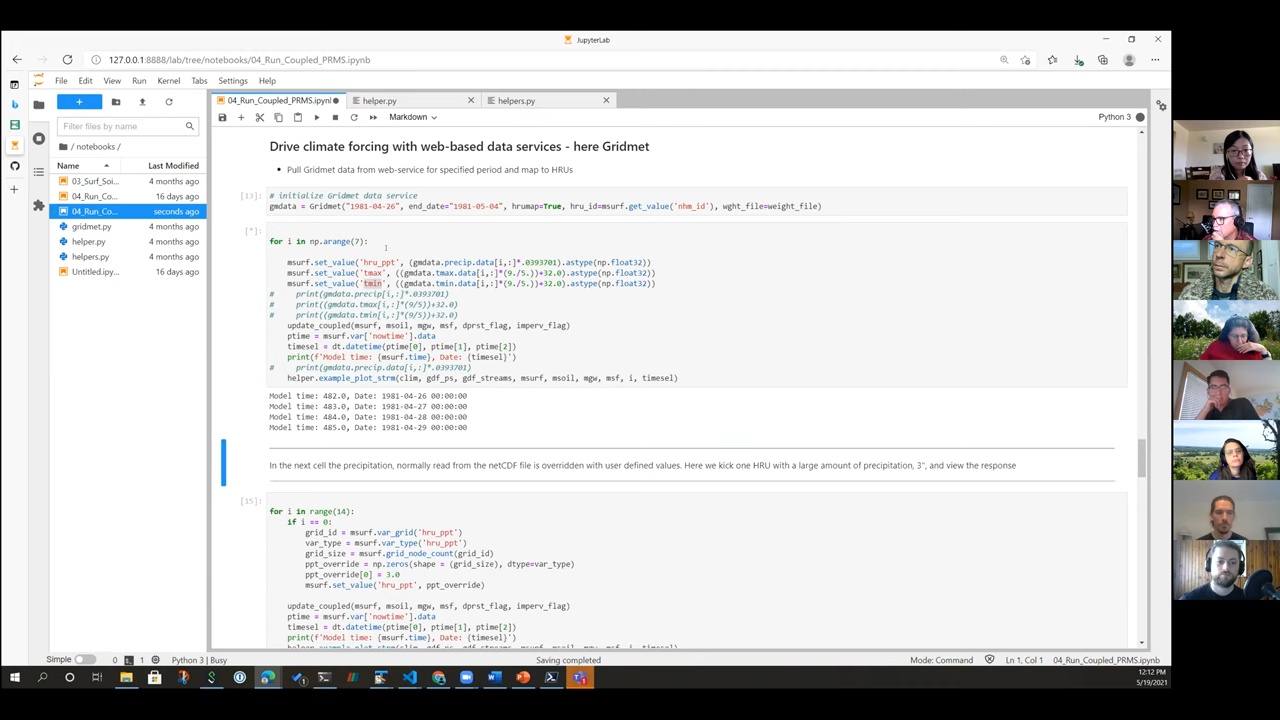 JupyterLab
127.0.0.1:8888/lab/tree/notebooks/04_Run_Coupled_PRMS.ipynb
File Edit View Run Kernel Tabs Settings Help
04_Run_Coupled_PRMS.ipynb
helper.py
helpers.py
Markdown
Python 3
Filter files by name
/ notebooks /
Name Last Modified
03_Surf_Soi... 4 months ago
04_Run_Co... 16 days ago
04_Run_Co... seconds ago
gridmet.py 4 months ago
helper.py 4 months ago
helpers.py 4 months ago
Untitled.ipy... 16 days ago
Drive climate forcing with web-based data services - here Gridmet
• Pull Gridmet data from web-service for specified period and map to HRUs
[13]:
# initialize Gridmet data service
gmdata = Gridmet("1981-04-26", end_date="1981-05-04", hrumap=True, hru_id=msurf.get_value('nhm_id'), wght_file=weight_file)
[*]:
for i in np.arange(7):
msurf.set_value('hru_ppt', (gmdata.precip.data[i,:]*.0393701).astype(np.float32))
msurf.set_value('tmax', ((gmdata.tmax.data[i,:]*(9./5.))+32.0).astype(np.float32))
msurf.set_value('tmin', ((gmdata.tmin.data[i,:]*(9./5.))+32.0).astype(np.float32))
# print(gmdata.precip[i,:]*.0393701)
# print((gmdata.tmax[i,:]*(9/5))+32.0)
# print((gmdata.tmin[i,:]*(9/5))+32.0)
update_coupled(msurf, msoil, mgw, msf, dprst_flag, imperv_flag)
ptime = msurf.var['nowtime'].data
timesel = dt.datetime(ptime[0], ptime[1], ptime[2])
print(f'Model time: {msurf.time}, Date: {timesel}')
# print(gmdata.precip.data[i,:]*.0393701)
helper.example_plot_strm(clim, gdf_ps, gdf_streams, msurf, msoil, mgw, msf, i, timesel)
Model time: 482.0, Date: 1981-04-26 00:00:00
Model time: 483.0, Date: 1981-04-27 00:00:00
Model time: 484.0, Date: 1981-04-28 00:00:00
Model time: 485.0, Date: 1981-04-29 00:00:00
In the next cell the precipitation, normally read from the netCDF file is overridden with user defined values. Here we kick one HRU with a large amount of precipitation, 3", and view the response
[15]:
for i in range(14):
if i == 0:
grid_id = msurf.var_grid('hru_ppt')
var_type = msurf.var_type('hru_ppt')
grid_size = msurf.grid_node_count(grid_id)
ppt_override = np.zeros(shape = (grid_size), dtype=var_type)
ppt_override[0] = 3.0
msurf.set_value('hru_ppt', ppt_override)
update_coupled(msurf, msoil, mgw, msf, dprst_flag, imperv_flag)
ptime = msurf.var['nowtime'].data
timesel = dt.datetime(ptime[0], ptime[1], ptime[2])
print(f'Model time: {msurf.time}, Date: {timesel}')
Simple 0 1 Python 3 | Busy Saving completed Mode: Command Ln 1, Col 1 04_Run_Coupled_PRMS.ipynb
12:12 PM
5/19/2021